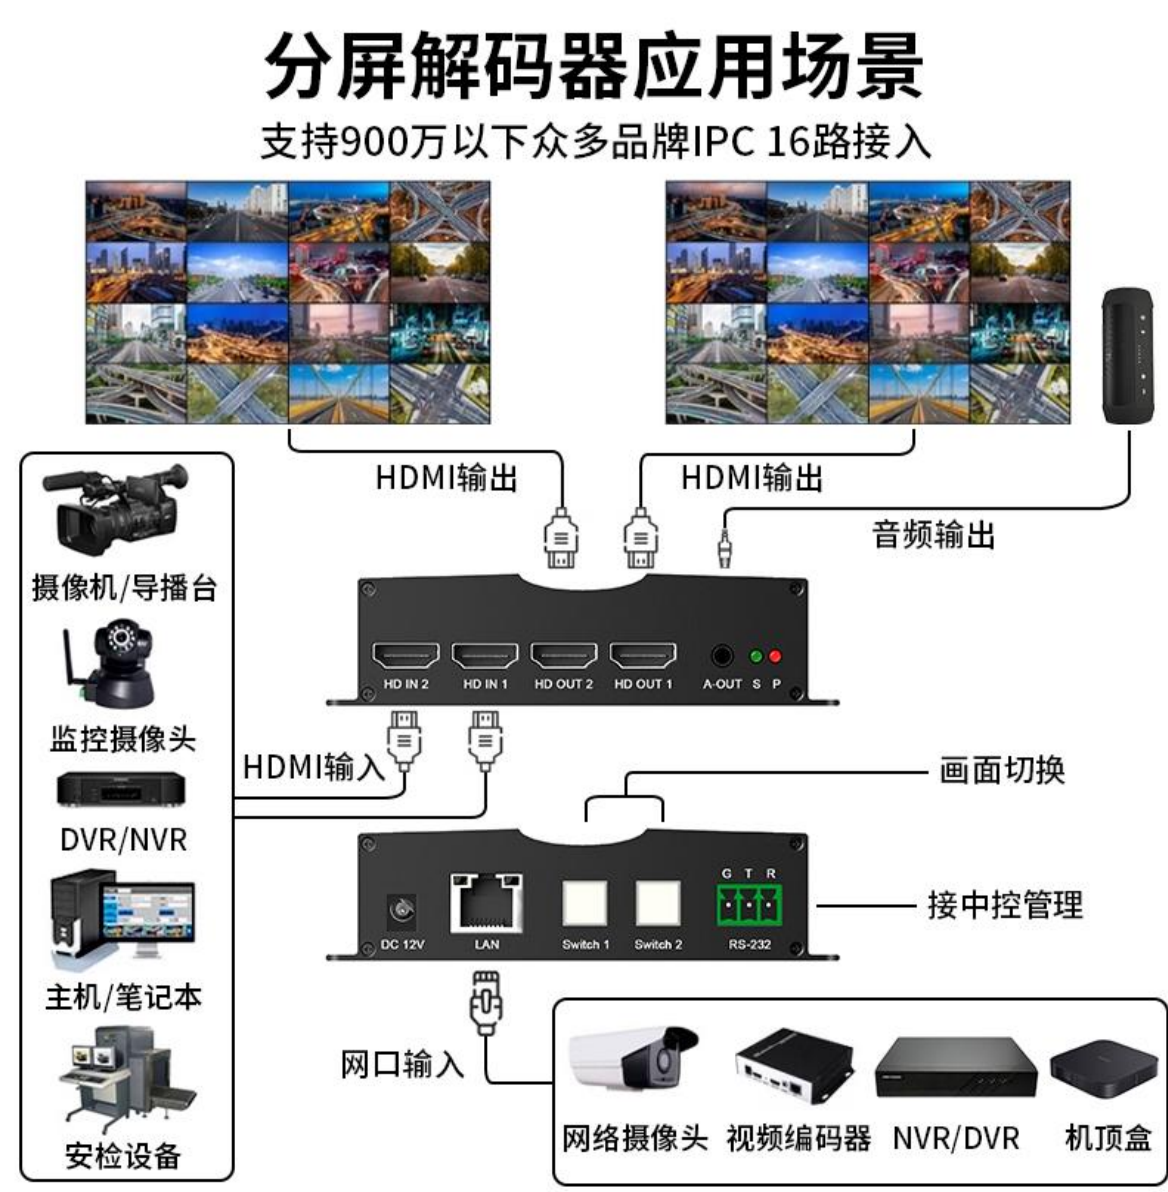 分屏解码器应用场景
支持900万以下众多品牌IPC 16路接入
HDMI输出
HDMI输出
音频输出
摄像机/导播台
监控摄像头
DVR/NVR
主机/笔记本
安检设备
HD IN 2
HD IN 1
HD OUT 2
HD OUT 1
A-OUT
S
P
HDMI输入
画面切换
G T R
DC 12V
LAN
Switch 1
Switch 2
RS-232
接中控管理
网口输入
网络摄像头
视频编码器
NVR/DVR
机顶盒